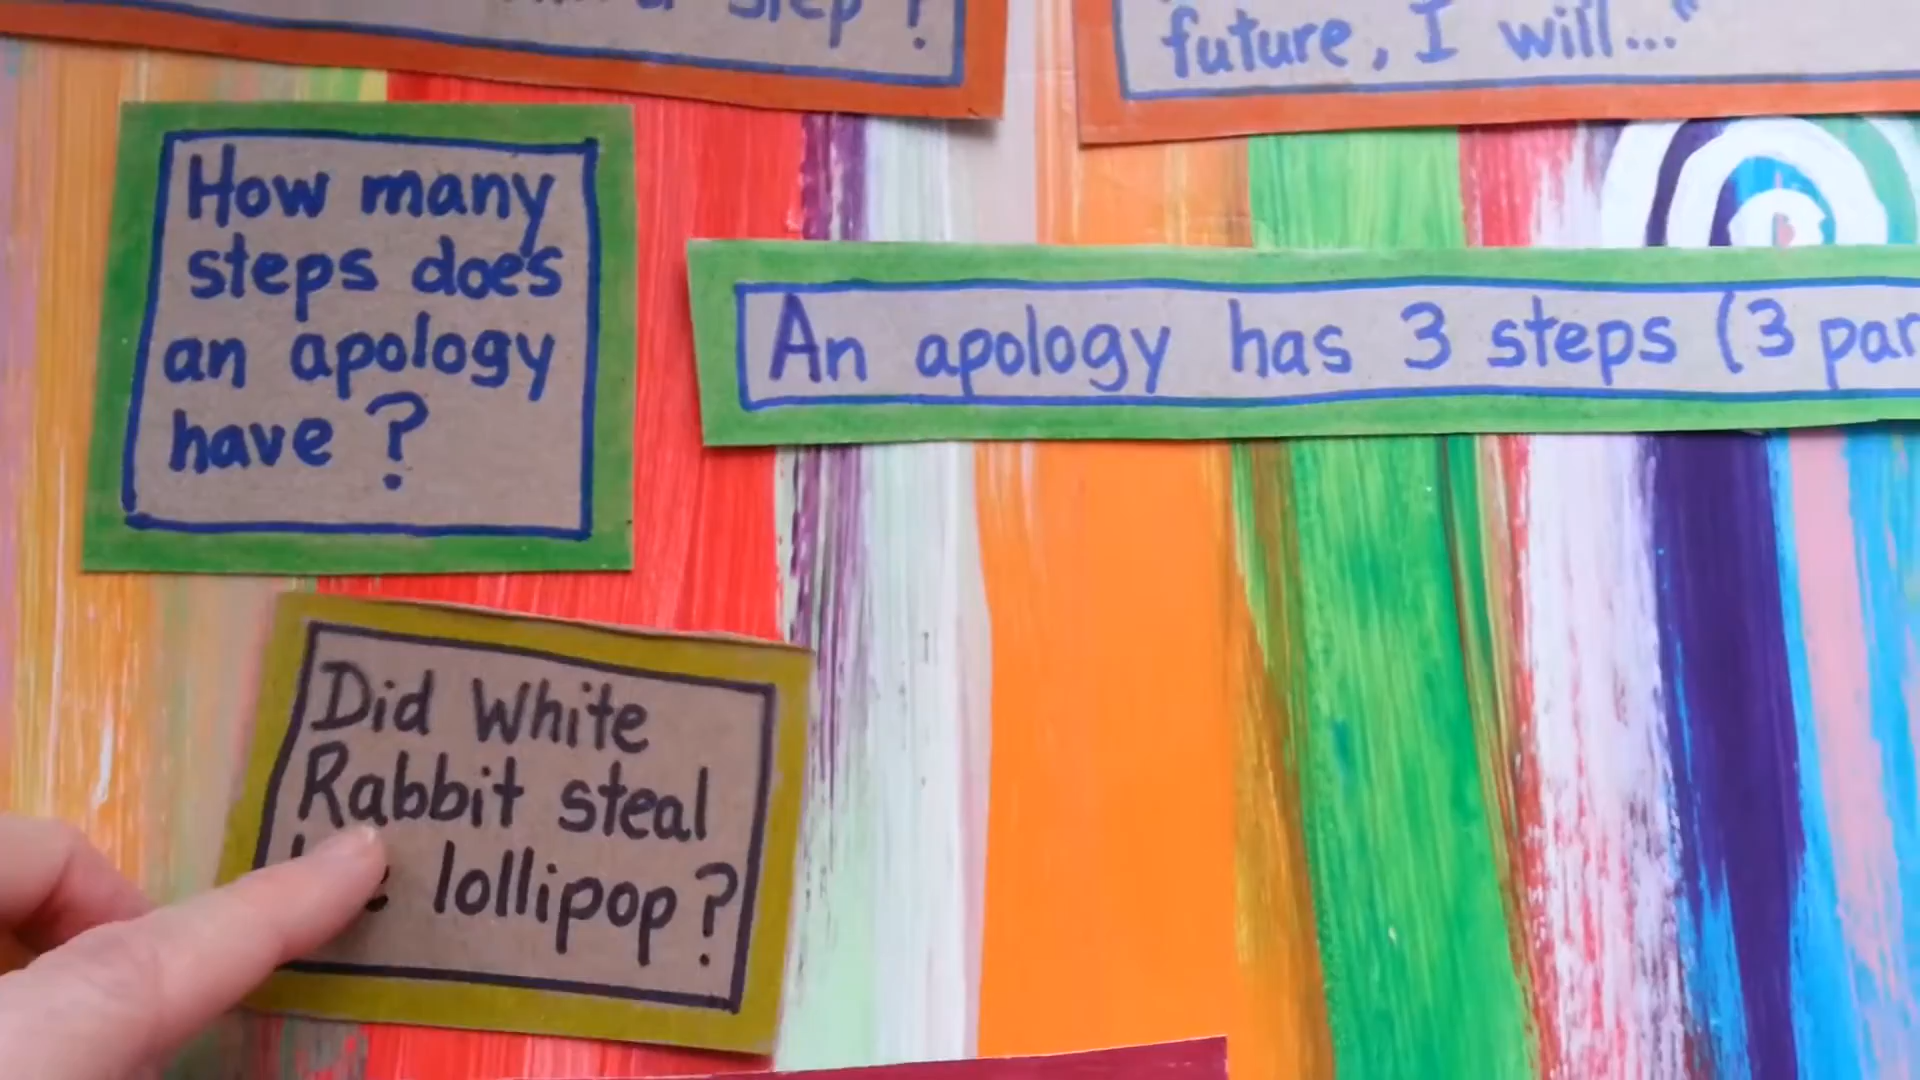 step?
future, I will..."
How many
steps does
an apology
have?
An apology has 3 steps (3
Did White
Rabbit steal
lollipop?